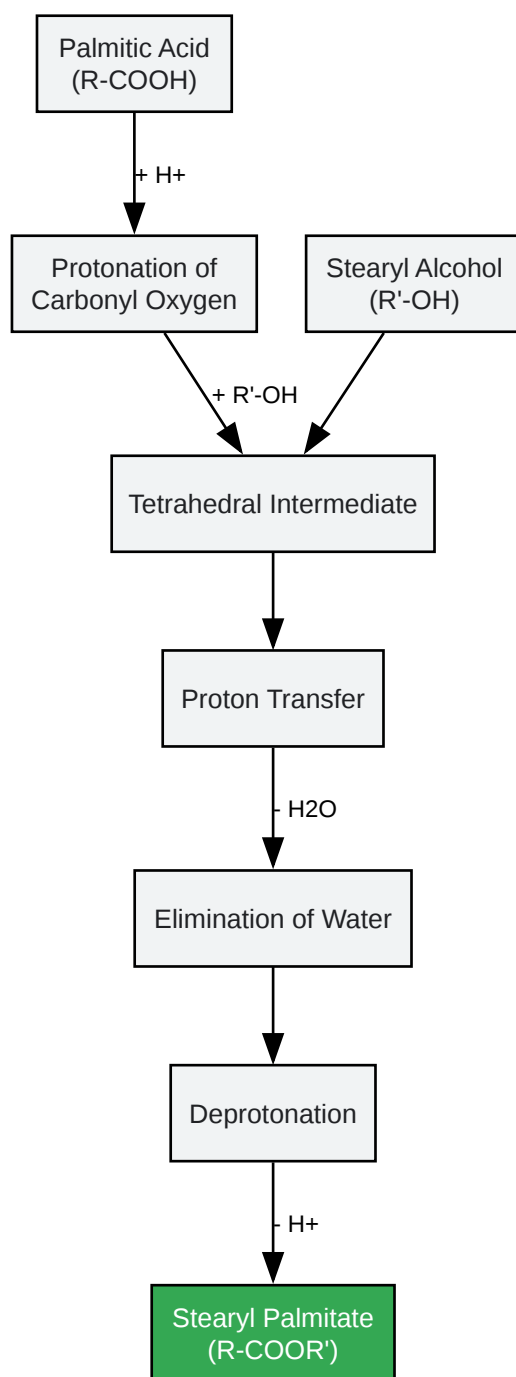 Palmitic Acid
(R-COOH)
+ H+
Protonation of
Carbonyl Oxygen
Stearyl Alcohol
(R'-OH)
+ R'-OH
Tetrahedral Intermediate
Proton Transfer
- H2O
Elimination of Water
Deprotonation
- H+
Stearyl Palmitate
(R-COOR')